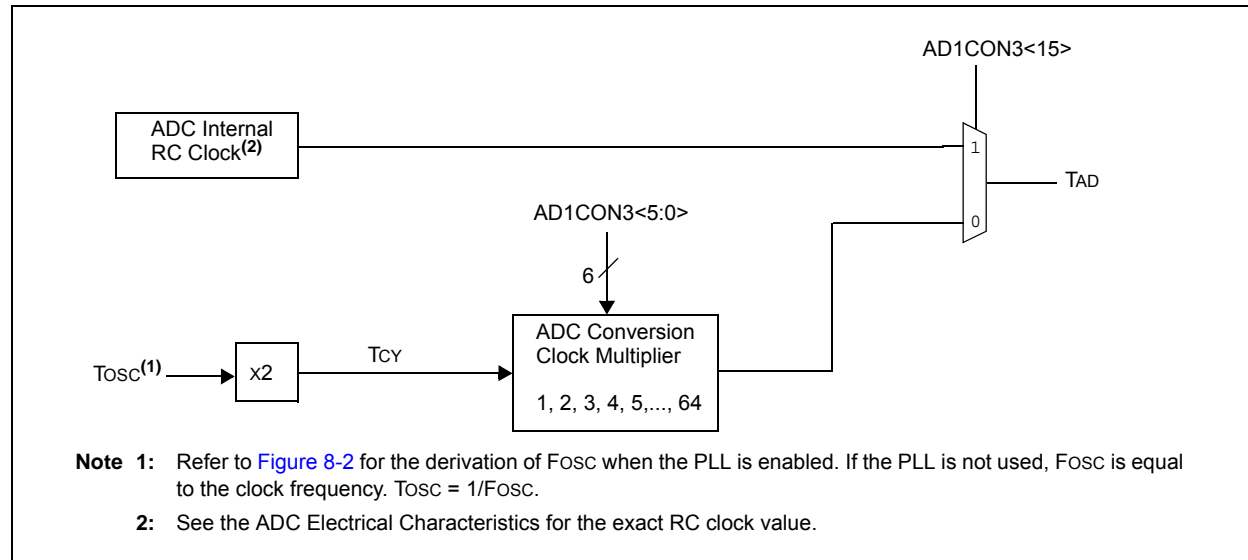 AD1CON3<15>
ADC Internal
RC Clock(2)
1
TAD
AD1CON3<5:0>
0
6
ADC Conversion
Clock Multiplier
TOSC(1)
X2
TCY
1, 2, 3, 4, 5,..., 64
Note 1: Refer to Figure 8-2 for the derivation of FOSC when the PLL is enabled. If the PLL is not used, FOSC is equal
to the clock frequency. TOSC = 1/FOSC.
2: See the ADC Electrical Characteristics for the exact RC clock value.